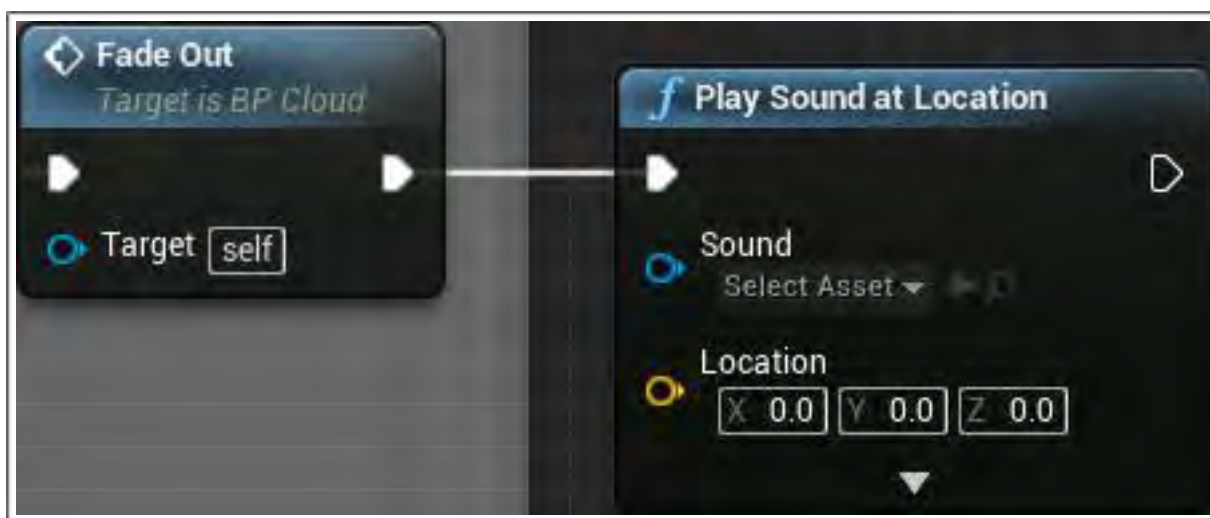 Fade Out
Target is BP Cloud
Target self
f Play Sound at Location
Sound
Select Asset
Location
X 0.0 Y 0.0 Z 0.0